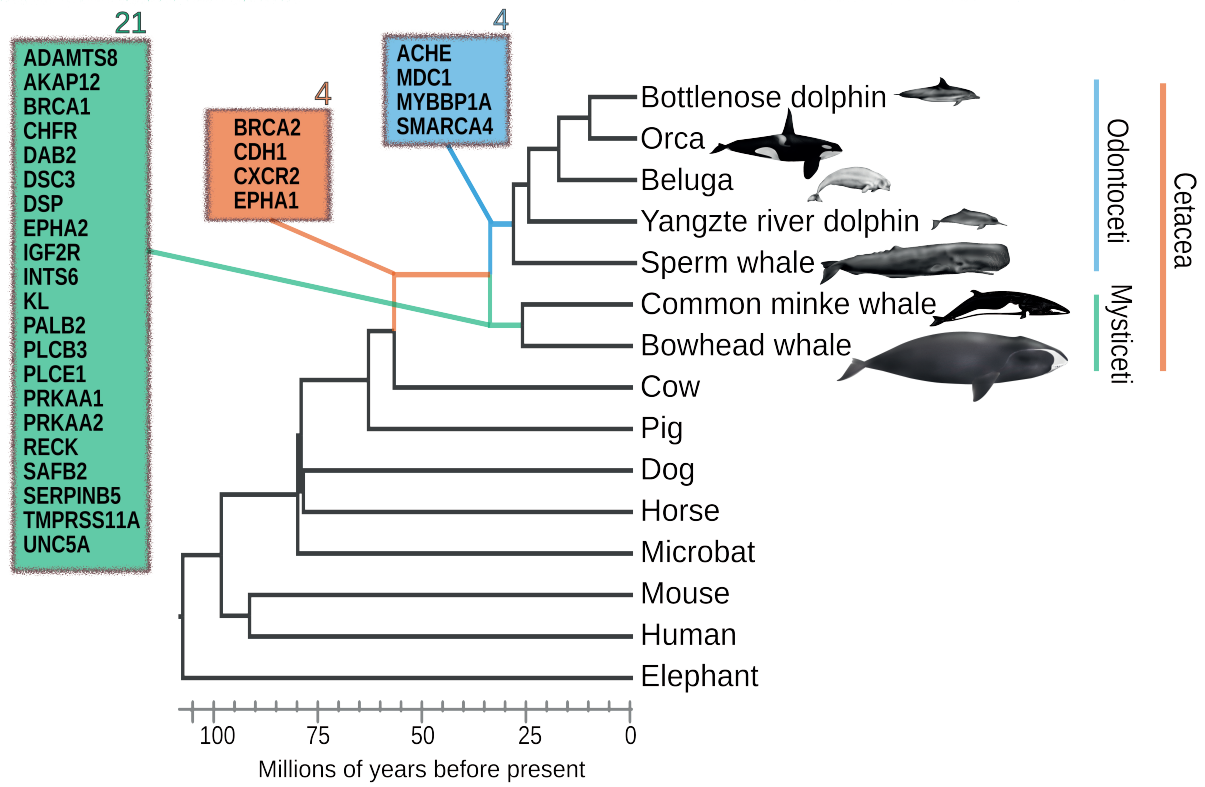 21
ADAMTS8
AKAP12
BRCA1
CHFR
DAB2
DSC3
DSP
EPHA2
IGF2R
INTS6
KL
PALB2
PLCB3
PLCE1
PRKAA1
PRKAA2
RECK
SAFB2
SERPINB5
TMPRSS11A
UNC5A
4
BRCA2
CDH1
CXCR2
EPHA1
4
ACHE
MDC1
MYBBP1A
SMARCA4
Bottlenose dolphin
Orca
Beluga
Yangzte river dolphin
Sperm whale
Common minke whale
Bowhead whale
Cow
Pig
Dog
Horse
Microbat
Mouse
Human
Elephant
Odontoceti
Mysticeti
Cetacea
100 75 50 25 0
Millions of years before present